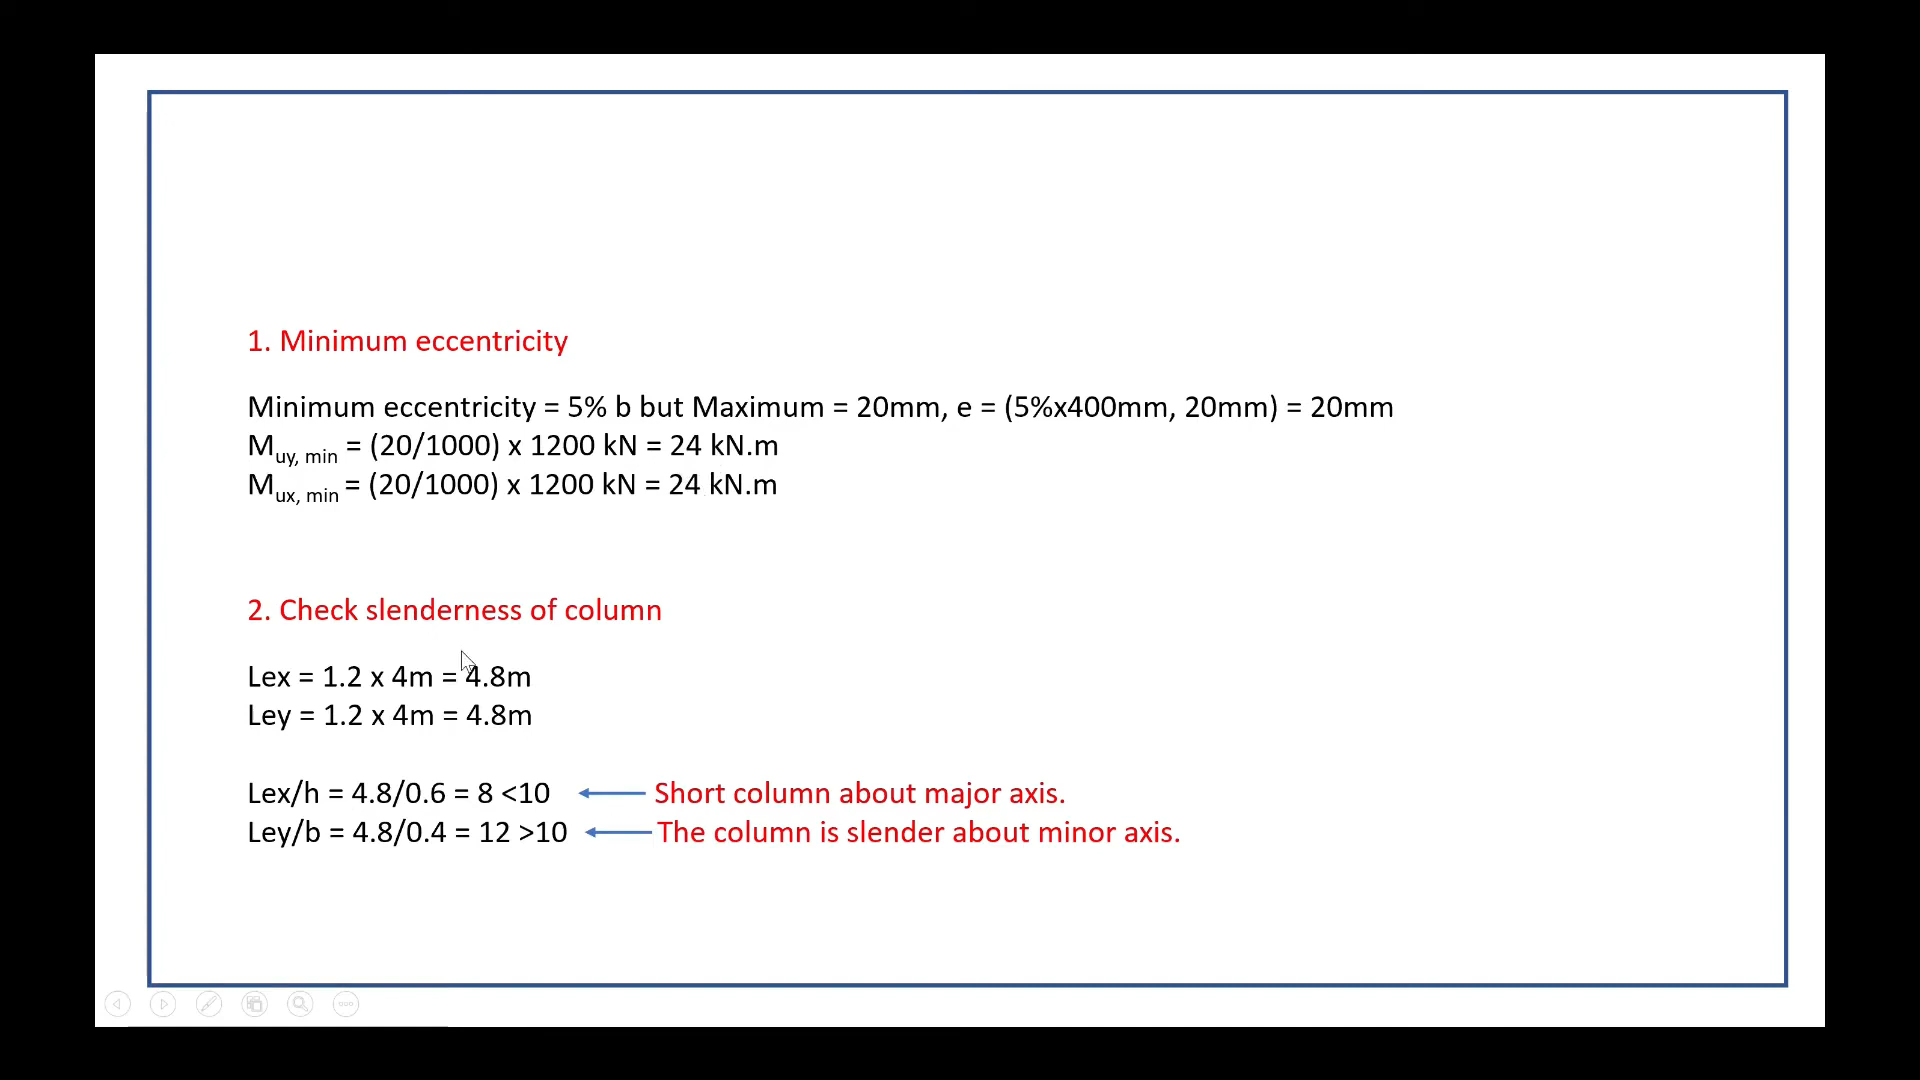 1. Minimum eccentricity
Minimum eccentricity = 5% b but Maximum = 20mm, e = (5%x400mm, 20mm) = 20mm
Muy, min = (20/1000) x 1200 kN = 24 kN.m
Mux, min = (20/1000) x 1200 kN = 24 kN.m
2. Check slenderness of column
Lex = 1.2 x 4m = 4.8m
Ley = 1.2 x 4m = 4.8m
Lex/h = 4.8/0.6 = 8 <10 Short column about major axis.
Ley/b = 4.8/0.4 = 12 >10 The column is slender about minor axis.